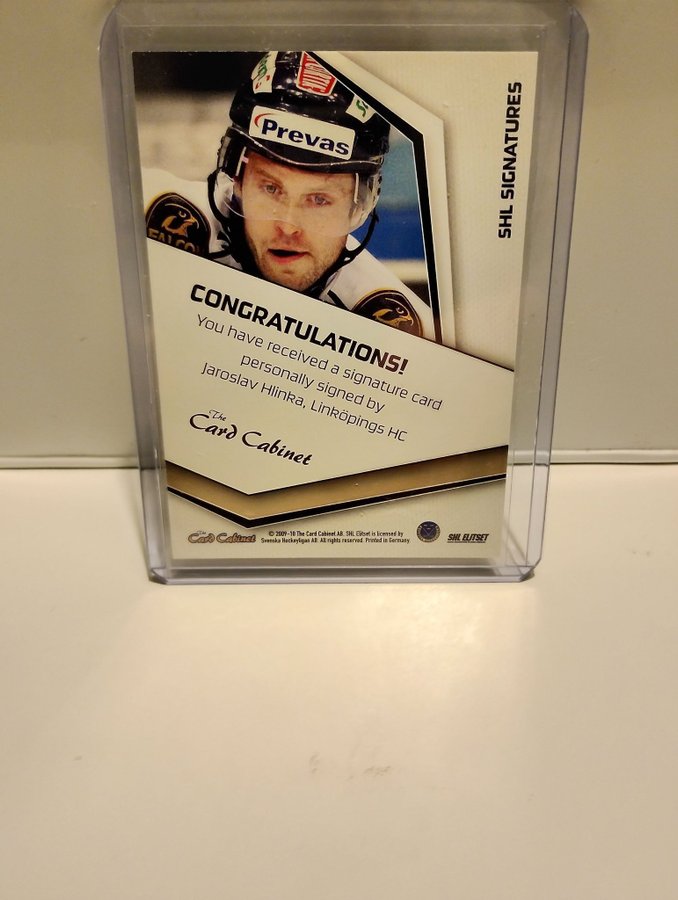 Prevas
FALCO
SHL SIGNATURES
CONGRATULATIONS!
You have received a signature card
personally signed by
Jaroslav Hlinka, Linköpings HC
The
Card Cabinet
The
Card Cabinet
© 2009-10 The Card Cabinet AB. SHL Elitset is licensed by
Svenska Hockeyligan AB. All rights reserved. Printed in Germany.
SHL ELITSET